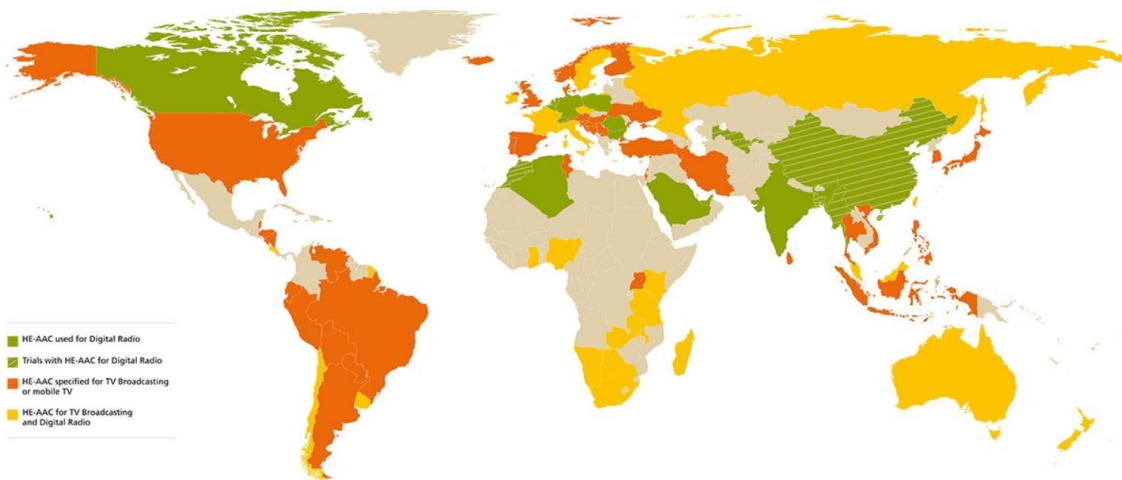 HE-AAC used for Digital Radio
Trials with HE-AAC for Digital Radio
HE-AAC specified for TV Broadcasting
or mobile TV
HE-AAC for TV Broadcasting
and Digital Radio